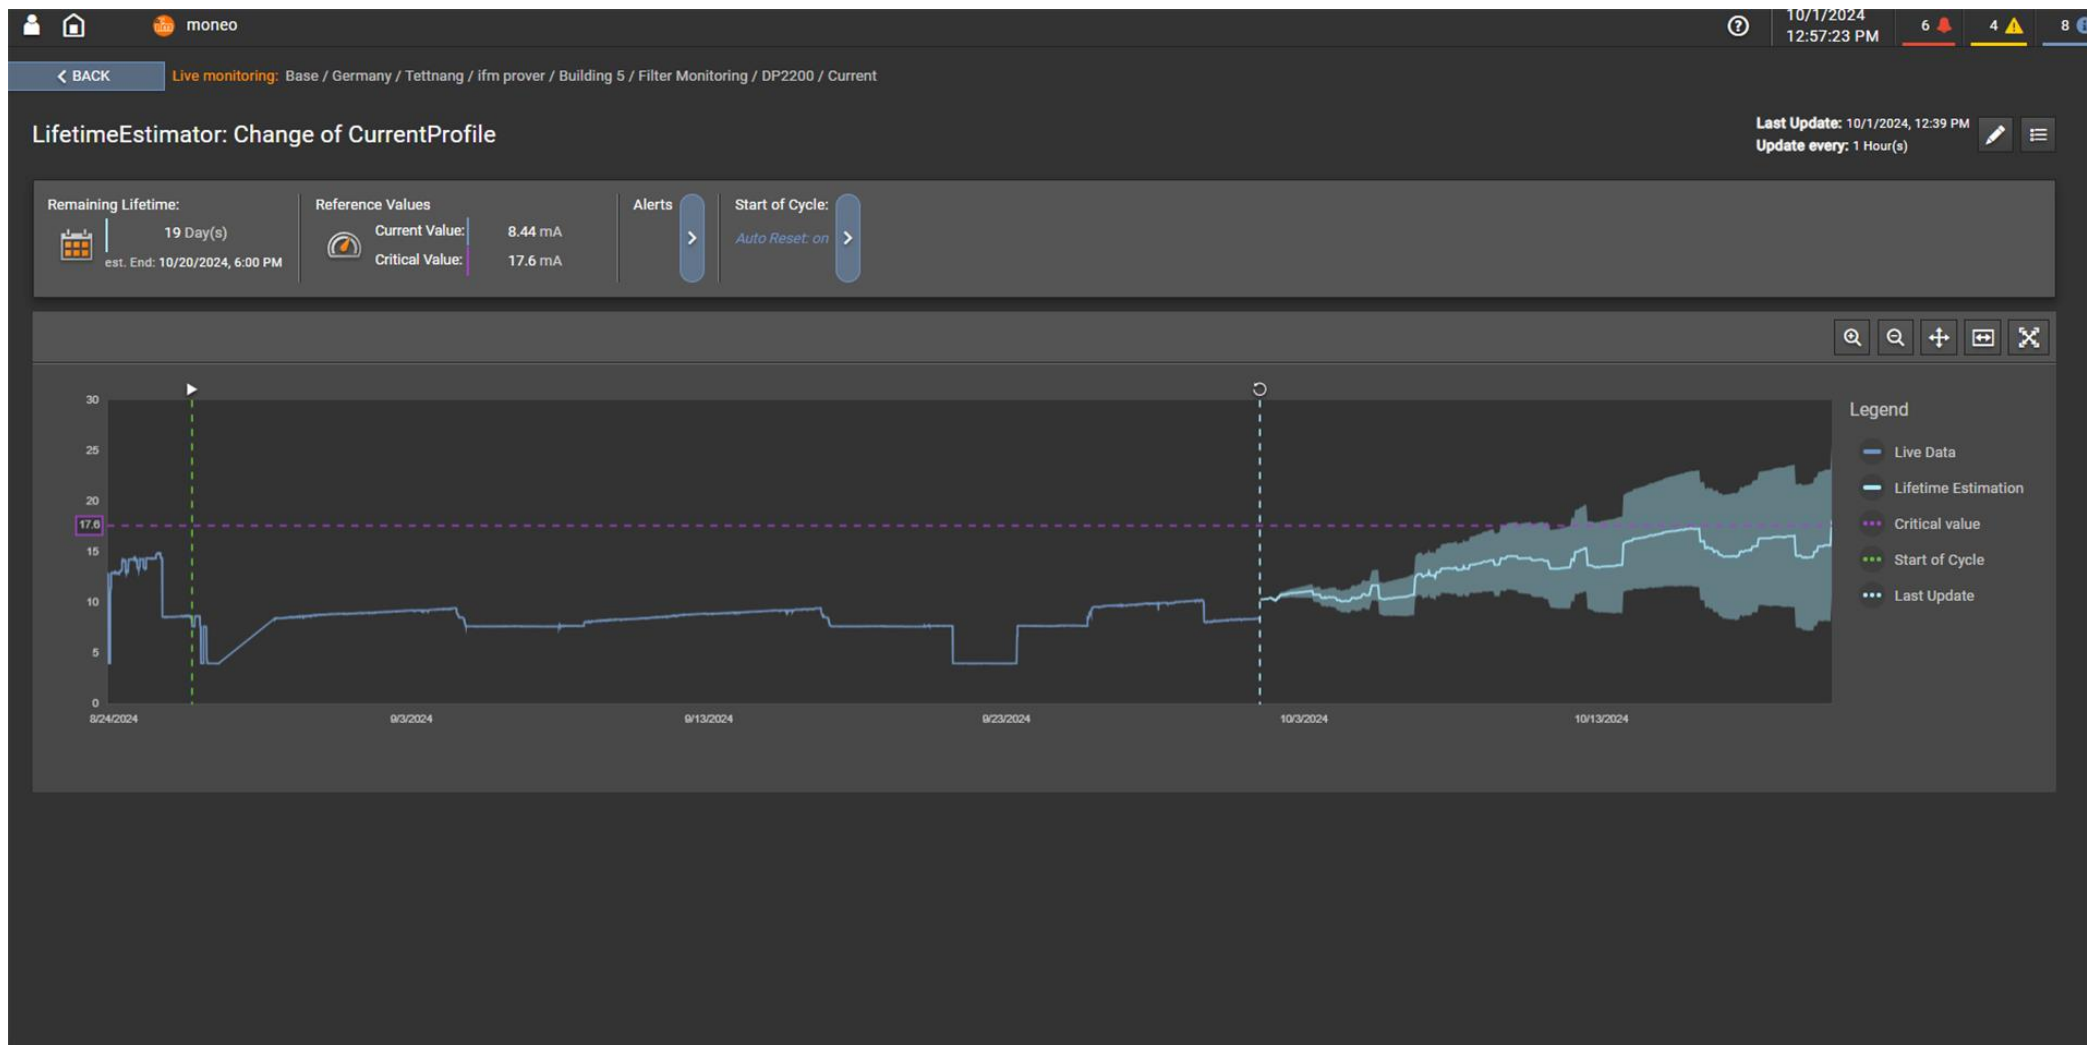 moneo
10/1/2024
12:57:23 PM
6
4
8
BACK
Live monitoring: Base / Germany / Tettnang / ifm prover / Building 5 / Filter Monitoring / DP2200 / Current
LifetimeEstimator: Change of CurrentProfile
Last Update: 10/1/2024, 12:39 PM
Update every: 1 Hour(s)
Remaining Lifetime:
19 Day(s)
est. End: 10/20/2024, 6:00 PM
Reference Values
Current Value: 8.44 mA
Critical Value: 17.6 mA
Alerts
Start of Cycle:
Auto Reset: on
30
25
20
17.6
15
10
5
0
8/24/2024
9/3/2024
9/13/2024
9/23/2024
10/3/2024
10/13/2024
Legend
Live Data
Lifetime Estimation
Critical value
Start of Cycle
Last Update